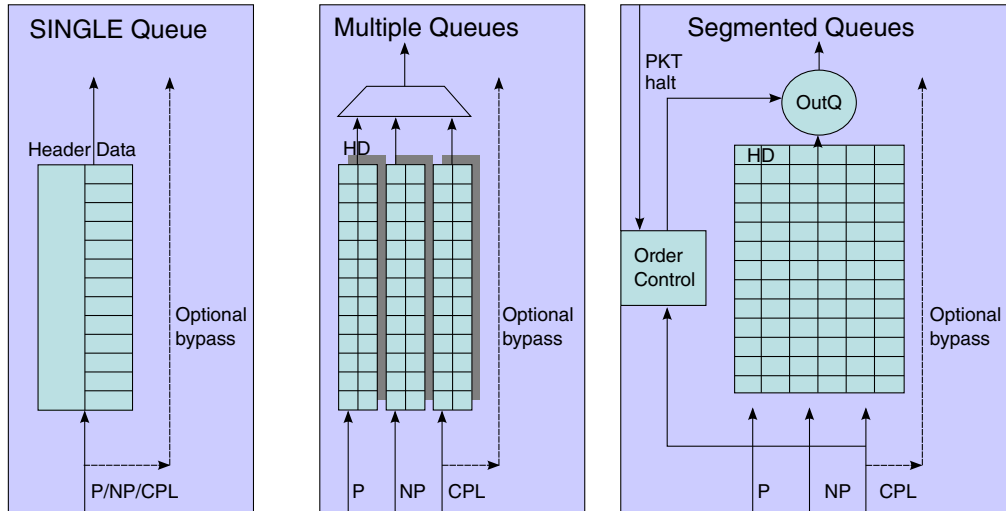 SINGLE Queue
Header Data
Optional
bypass
P/NP/CPL
Multiple Queues
HD
Optional
bypass
P
NP
CPL
Segmented Queues
PKT
halt
OutQ
HD
Order
Control
Optional
bypass
P
NP
CPL